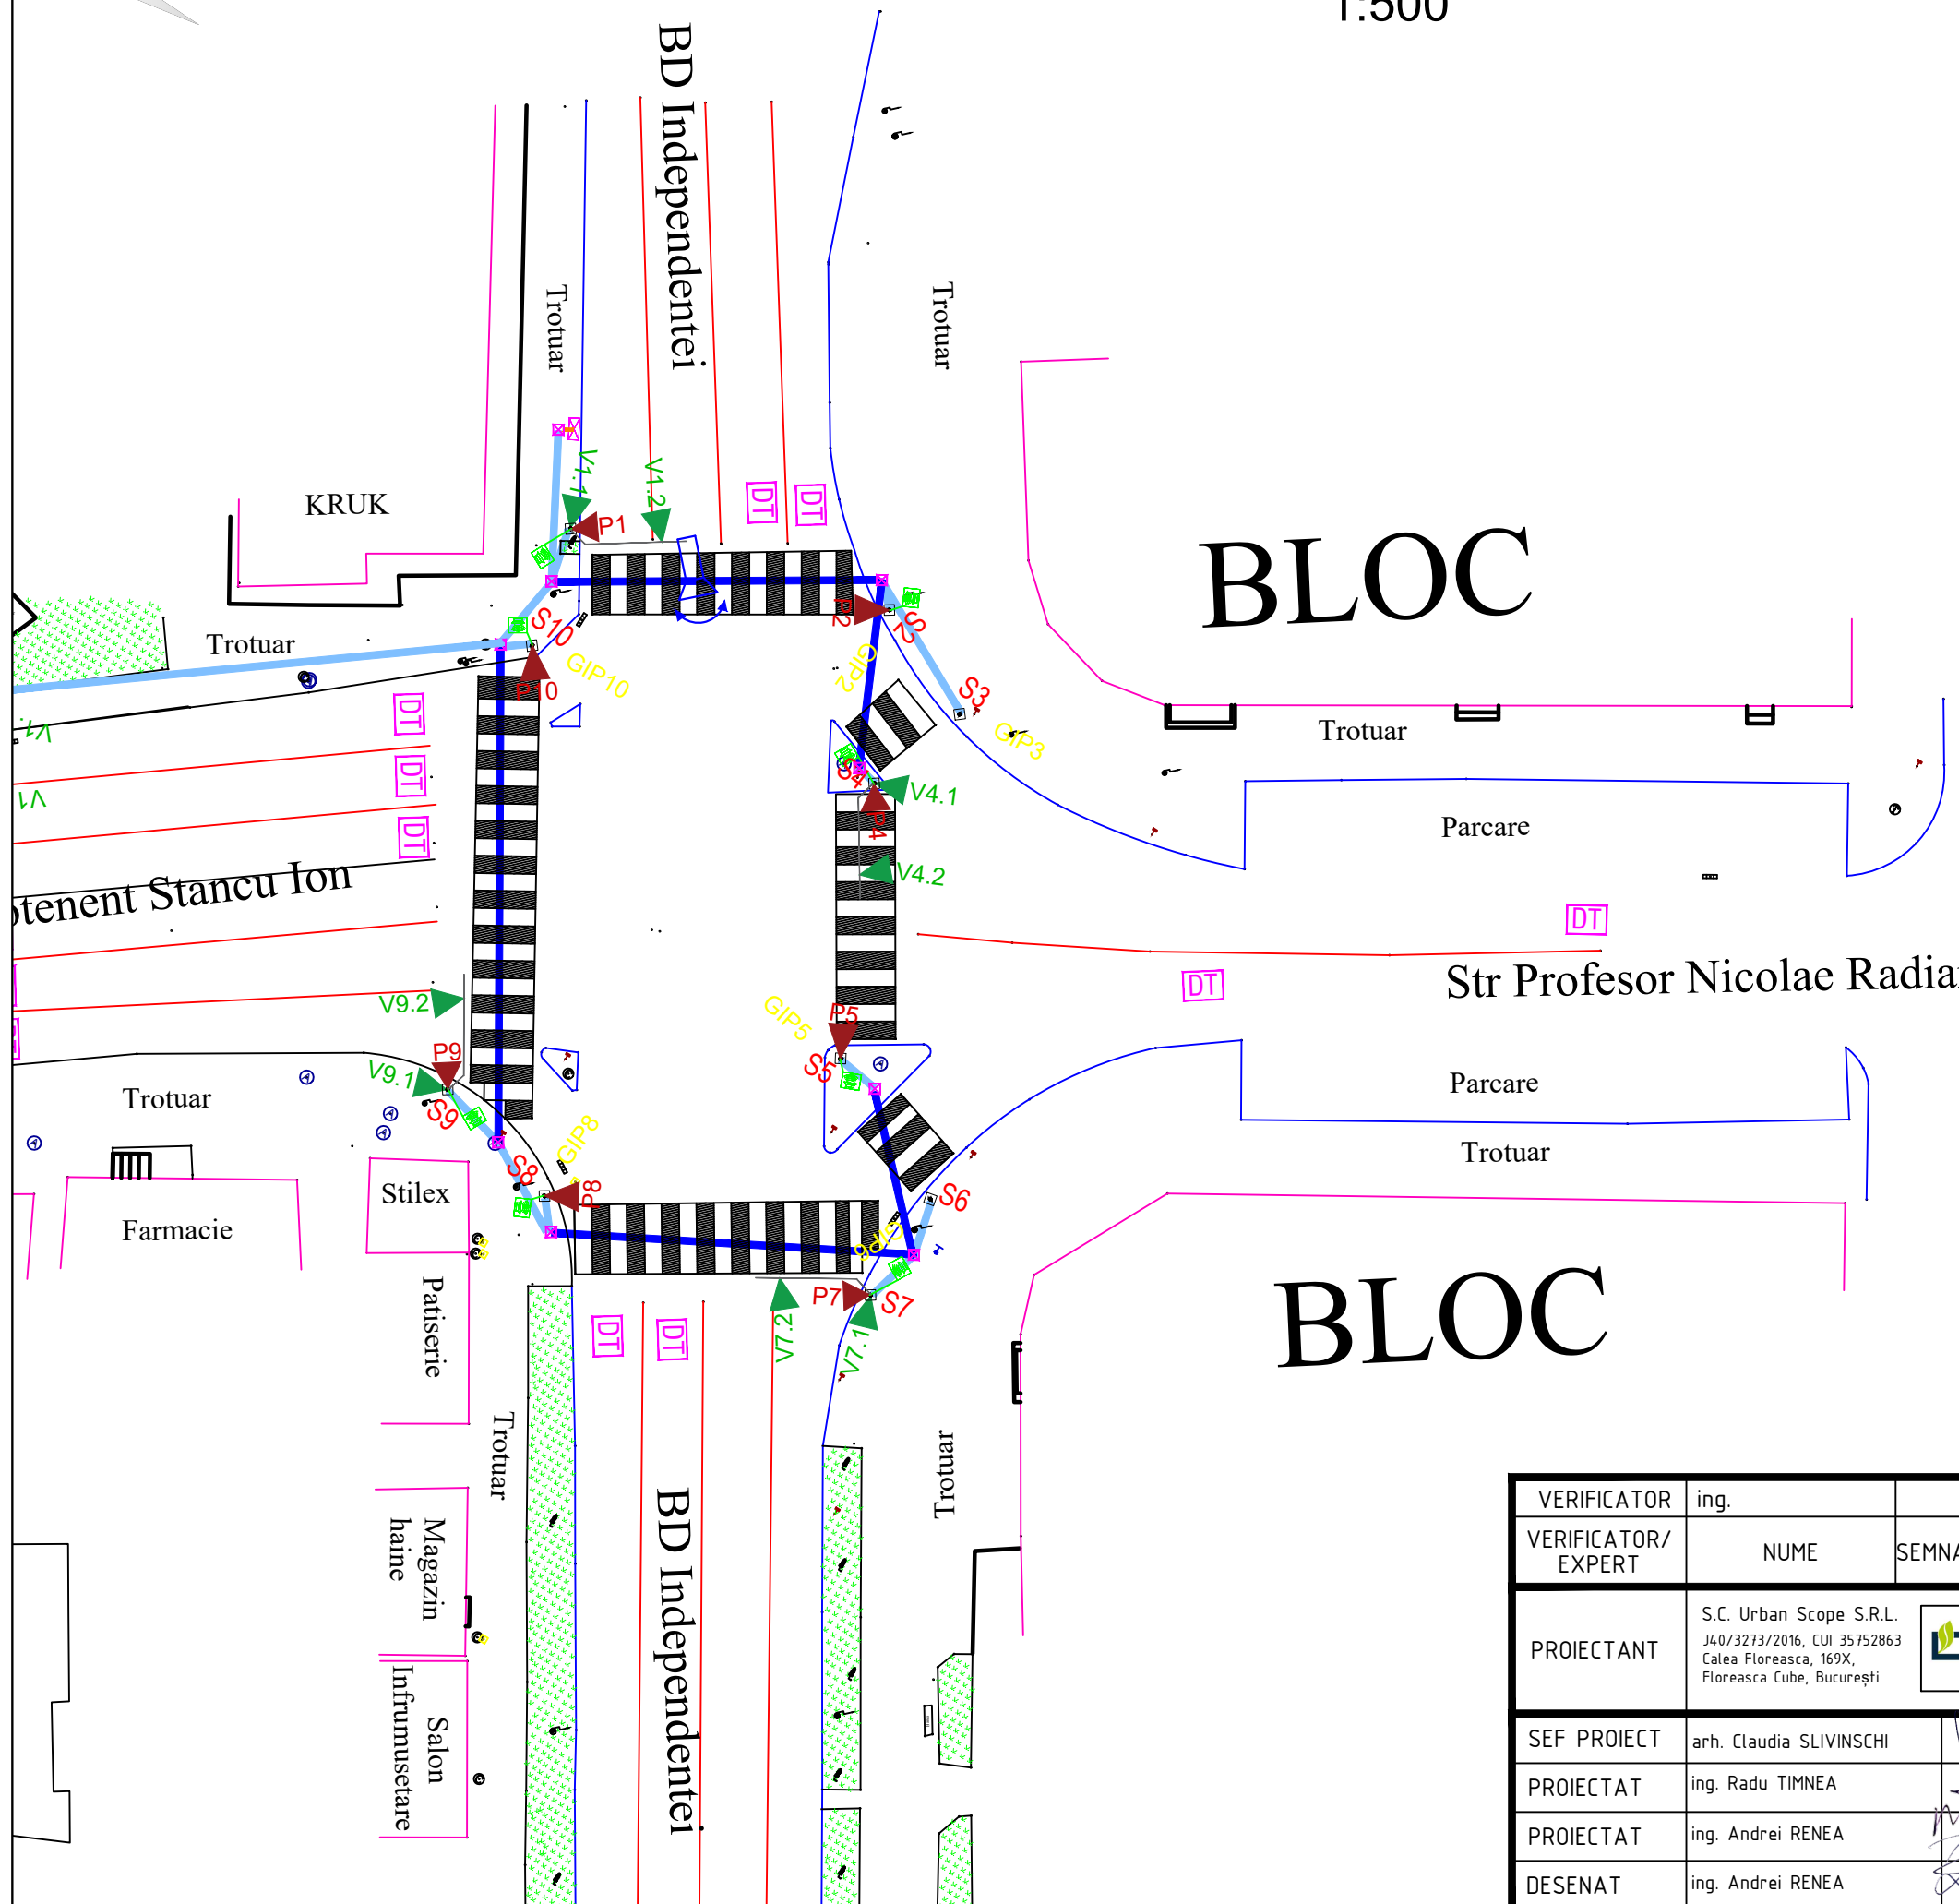 1:500
BD Independentei
Trotuar
Trotuar
KRUK
V1.1
V1.2
DT
DT
P1
BLOC
P2
S2
S10
Trotuar
GIP10
P10
GIP2
S3
GIP3
Trotuar
DT
DT
DT
S4
V4.1
P4
V4.2
Parcare
V1.
V1
otenent Stancu Ion
DT
Str Profesor Nicolae Radia
DT
V9.2
GIP5
P5
S5
P9
V9.1
S9
Trotuar
Parcare
Trotuar
GIP8
S8
P8
Stilex
Farmacie
S6
GIP6
P7
S7
V7.2
V7.1
DT
DT
BLOC
Patiserie
Trotuar
Trotuar
BD Independentei
Magazin
haine
Salon
Infrumusetare
VERIFICATOR
ing.
VERIFICATOR/
EXPERT
NUME
SEMNA
PROIECTANT
S.C. Urban Scope S.R.L.
J40/3273/2016, CUI 35752863
Calea Floreasca, 169X,
Floreasca Cube, București
SEF PROIECT
arh. Claudia SLIVINSCHI
PROIECTAT
ing. Radu TIMNEA
PROIECTAT
ing. Andrei RENEA
DESENAT
ing. Andrei RENEA